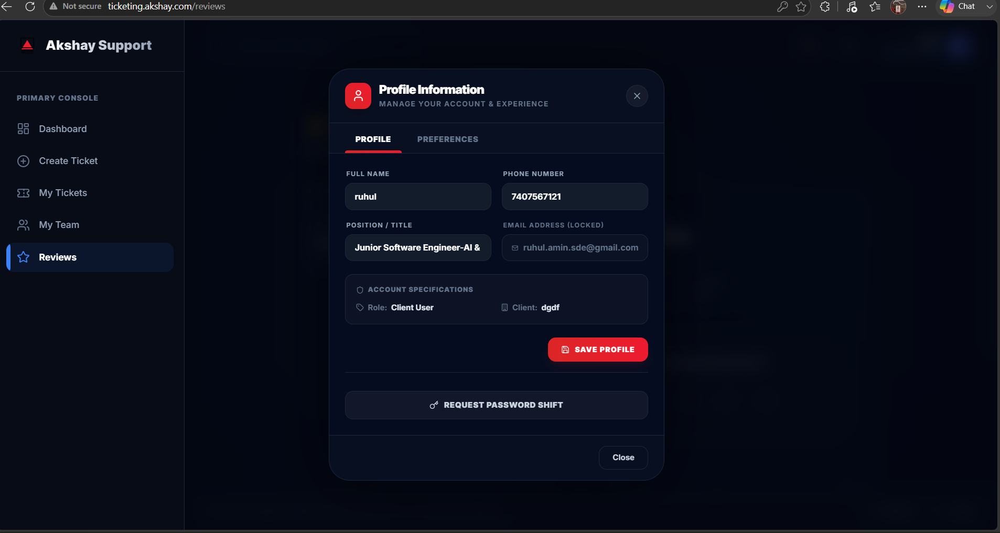 Not secure ticketing.akshay.com/reviews
Chat
Akshay Support
PRIMARY CONSOLE
Dashboard
Create Ticket
My Tickets
My Team
Reviews
Profile Information
MANAGE YOUR ACCOUNT & EXPERIENCE
PROFILE PREFERENCES
FULL NAME PHONE NUMBER
ruhul 7407567121
POSITION / TITLE EMAIL ADDRESS (LOCKED)
Junior Software Engineer-AI & ruhul.amin.sde@gmail.com
ACCOUNT SPECIFICATIONS
Role: Client User Client: dgdf
SAVE PROFILE
REQUEST PASSWORD SHIFT
Close